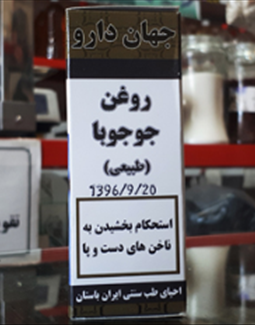 جهان دارو
روغن
جوجوبا
(طبیعی)
1396/9/20
استحکام بخشیدن به
ناخن های دست و پا
احیای طب سنتی ایران باستان
تقو